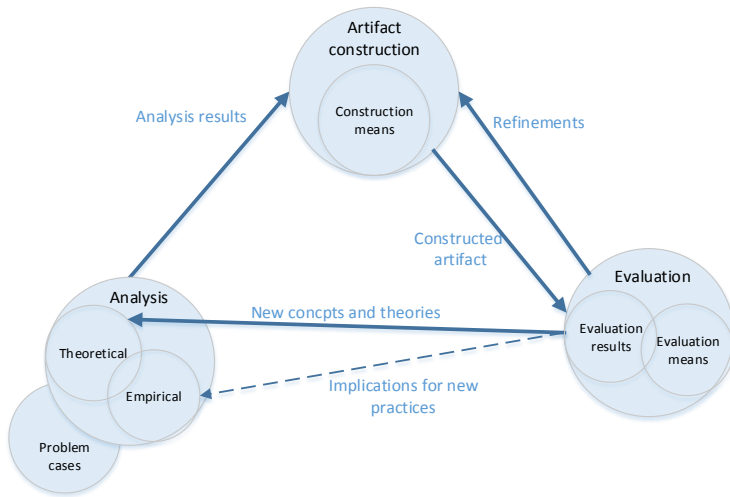 Artifact
construction
Construction
means
Analysis results
Refinements
Constructed
artifact
Evaluation
Evaluation
results
Evaluation
means
Analysis
New concpts and theories
Theoretical
Empirical
Implications for new
practices
Problem
cases